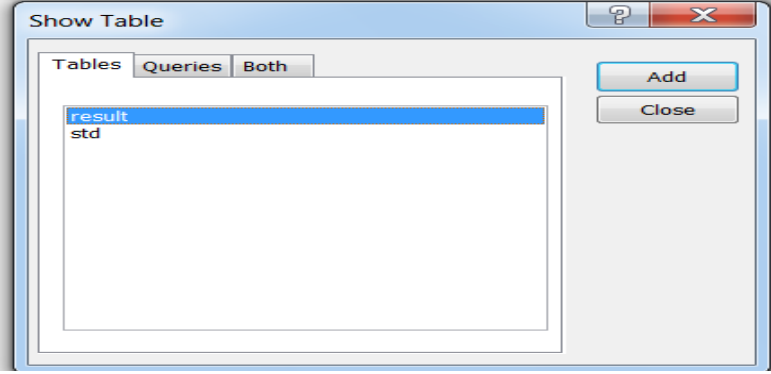 Show Table
Tables Queries Both
Add
result
Close
std